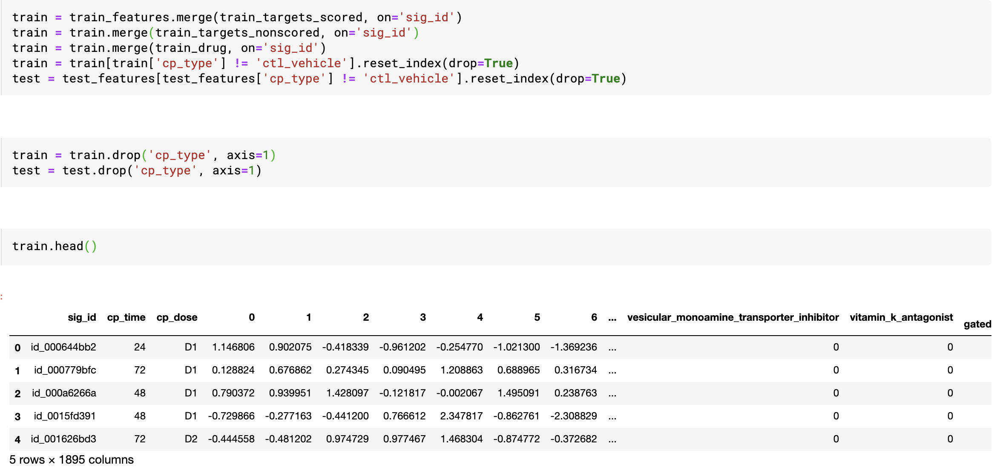 train = train_features.merge(train_targets_scored, on='sig_id')
train = train.merge(train_targets_nonscored, on='sig_id')
train = train.merge(train_drug, on='sig_id')
train = train[train['cp_type'] != 'ctl_vehicle'].reset_index(drop=True)
test = test_features[test_features['cp_type'] != 'ctl_vehicle'].reset_index(drop=True)
train = train.drop('cp_type', axis=1)
test = test.drop('cp_type', axis=1)
train.head()
:
sig_id cp_time cp_dose 0 1 2 3 4 5 6 ... vesicular_monoamine_transporter_inhibitor vitamin_k_antagonist gated
0 id_000644bb2 24 D1 1.146806 0.902075 -0.418339 -0.961202 -0.254770 -1.021300 -1.369236 ... 0 0
1 id_000779bfc 72 D1 0.128824 0.676862 0.274345 0.090495 1.208863 0.688965 0.316734 ... 0 0
2 id_000a6266a 48 D1 0.790372 0.939951 1.428097 -0.121817 -0.002067 1.495091 0.238763 ... 0 0
3 id_0015fd391 48 D1 -0.729866 -0.277163 -0.441200 0.766612 2.347817 -0.862761 -2.308829 ... 0 0
4 id_001626bd3 72 D2 -0.444558 -0.481202 0.974729 0.977467 1.468304 -0.874772 -0.372682 ... 0 0
5 rows × 1895 columns